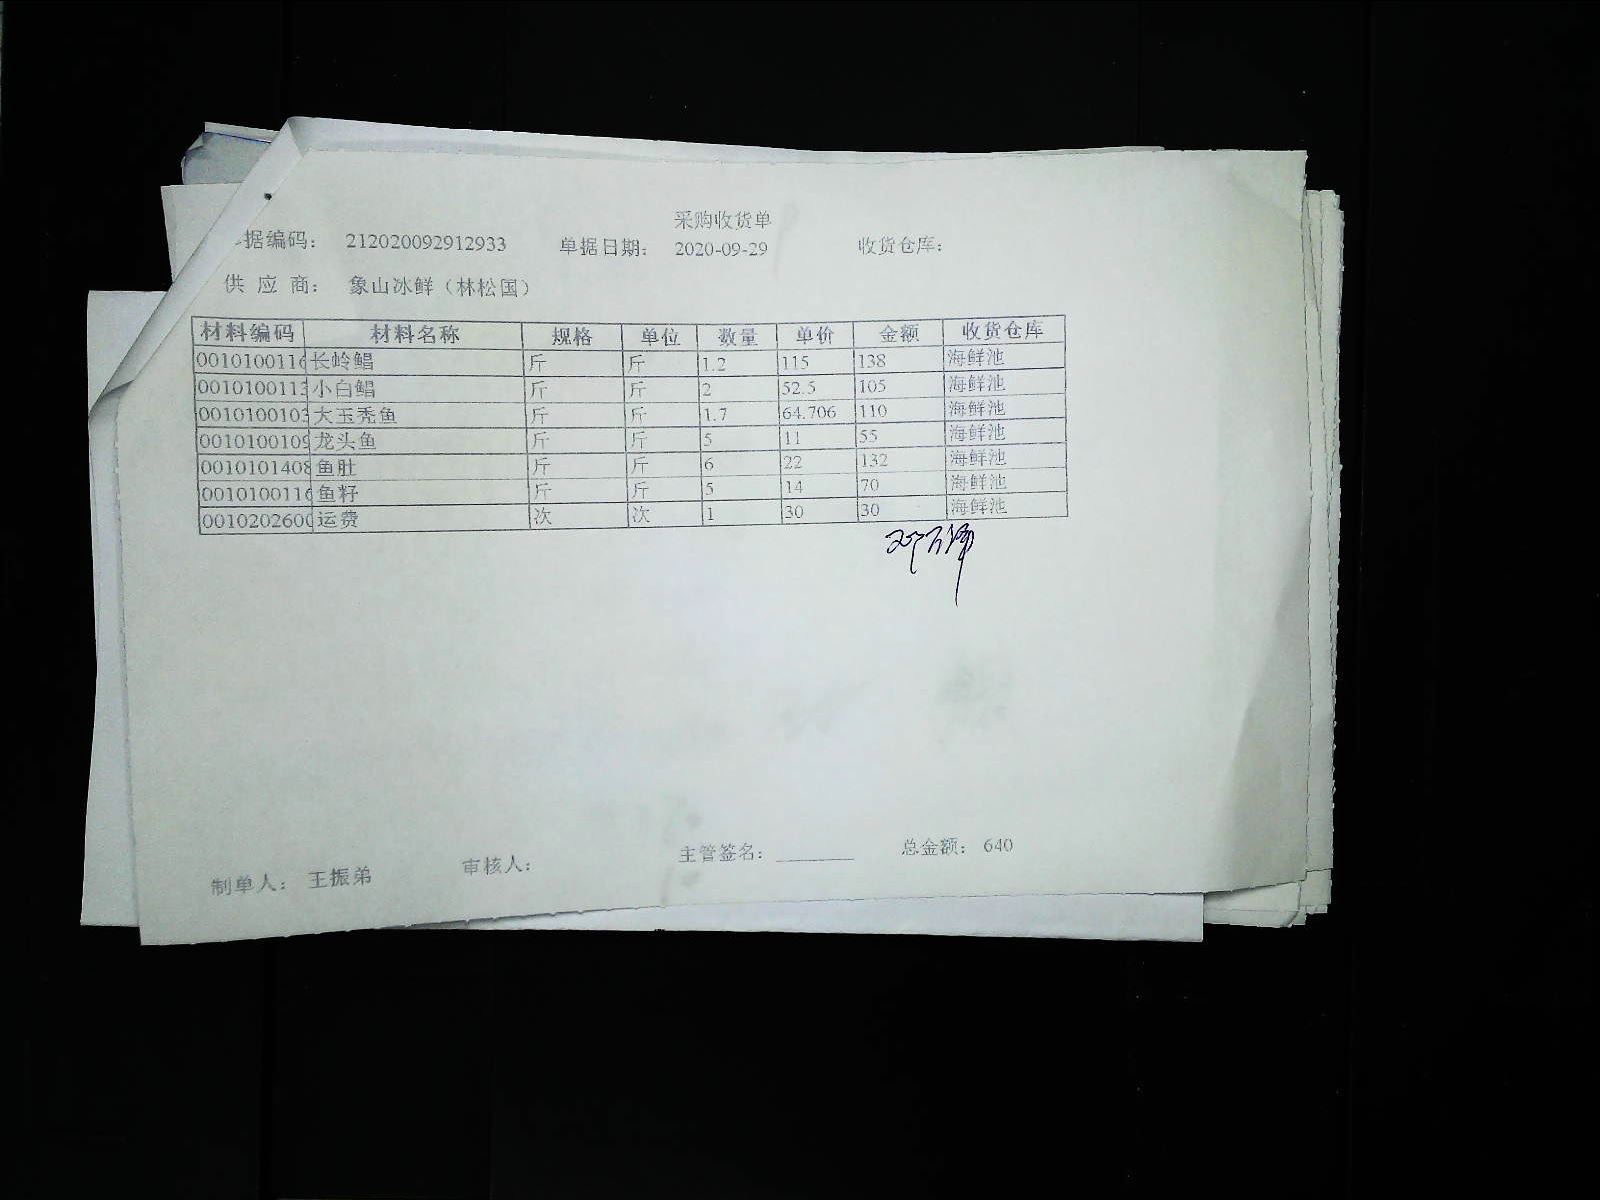 采购收货单
据编码： 212020092912933 单据日期： 2020-09-29 收货仓库：
供 应 商： 象山冰鲜（林松国）
材料编码 材料名称 规格 单位 数量 单价 金额 收货仓库
0010100116 长岭鲳 斤 斤 1.2 115 138 海鲜池
001010011 小白鲳 斤 斤 2 52.5 105 海鲜池
001010010 大玉秃鱼 斤 斤 1.7 64.706 110 海鲜池
0010100109 龙头鱼 斤 斤 5 11 55 海鲜池
0010101408 鱼肚 斤 斤 6 22 132 海鲜池
0010100116 鱼籽 斤 斤 5 14 70 海鲜池
0010202600 运费 次 次 1 30 30 海鲜池
制单人： 王振弟 审核人： 主管签名： 总金额： 640